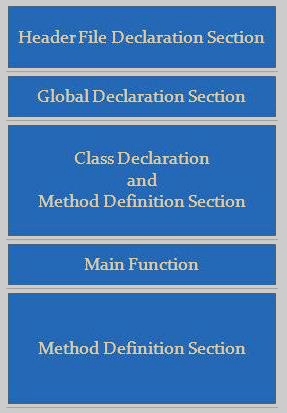 Header File Declaration Section
Global Declaration Section
Class Declaration
and
Method Definition Section
Main Function
Method Definition Section